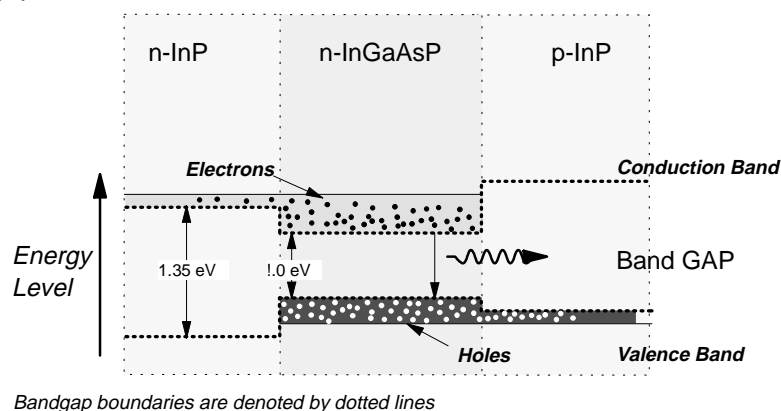 n-InP
n-InGaAsP
p-InP
Electrons
Conduction Band
Energy
Level
1.35 eV
!.0 eV
Band GAP
Holes
Valence Band
Bandgap boundaries are denoted by dotted lines